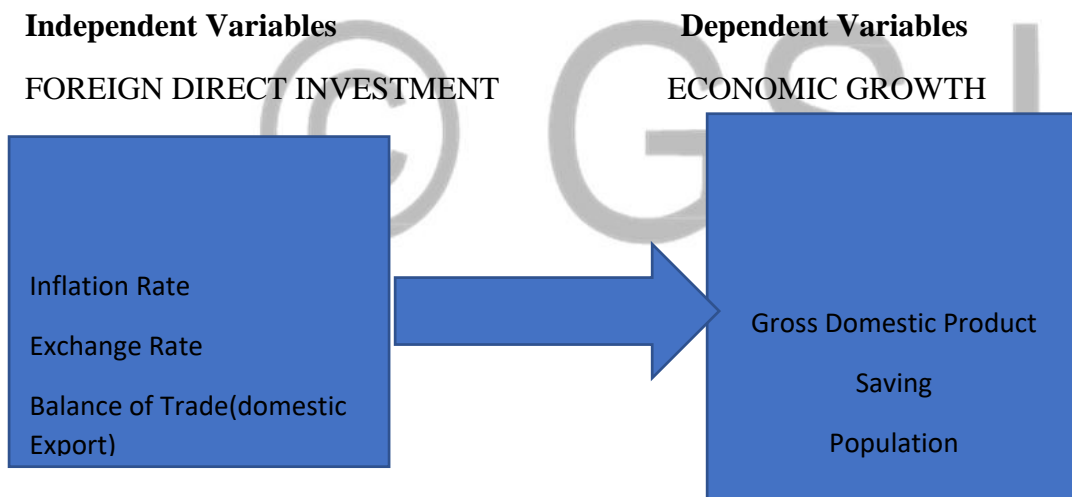 Independent Variables
Dependent Variables
FOREIGN DIRECT INVESTMENT
ECONOMIC GROWTH
© GSJ
Inflation Rate
Exchange Rate
Balance of Trade(domestic
Export)
Gross Domestic Product
Saving
Population